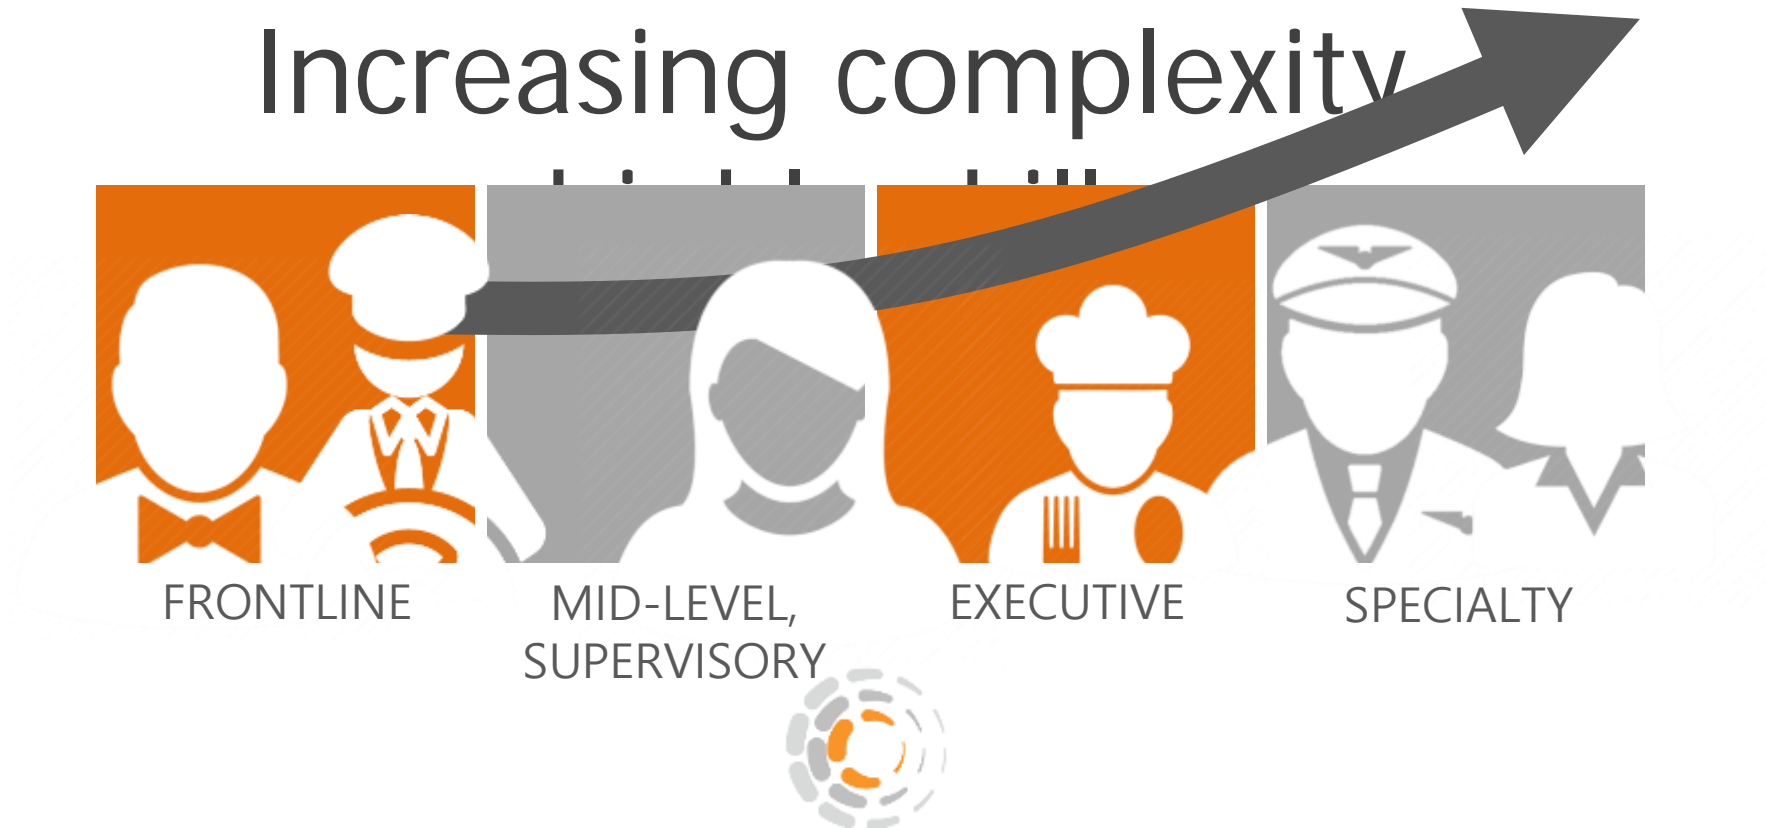 Increasing complexity
FRONTLINE
MID-LEVEL,
SUPERVISORY
EXECUTIVE
SPECIALTY